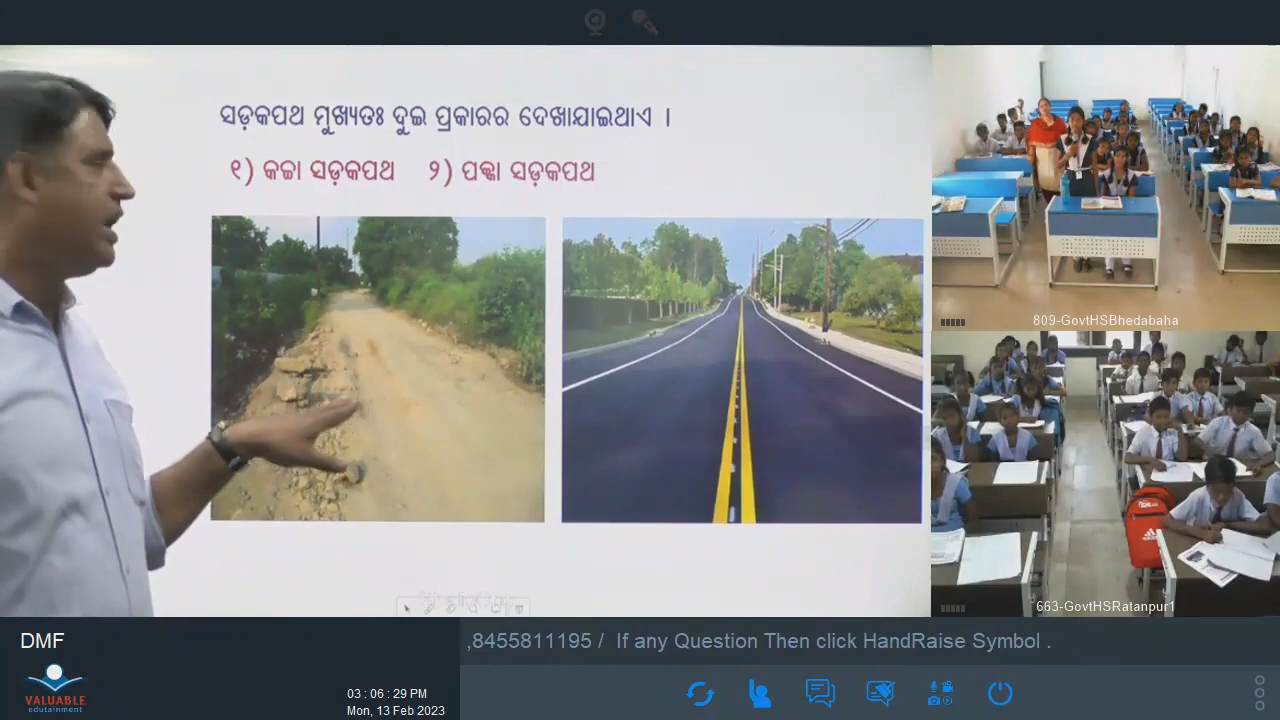 ସଡ଼କପଥ ମୁଖ୍ୟତଃ ଦୁଇ ପ୍ରକାରର ଦେଖାଯାଇଥାଏ ।
୧) କଚ୍ଚା ସଡ଼କପଥ ୨) ପକ୍କା ସଡ଼କପଥ
809-GovtHSBhedabaha
663-GovtHSRatanpur1
DMF
,8455811195 / If any Question Then click HandRaise Symbol .
VALUABLE
edutainment
03 : 06 : 29 PM
Mon, 13 Feb 2023